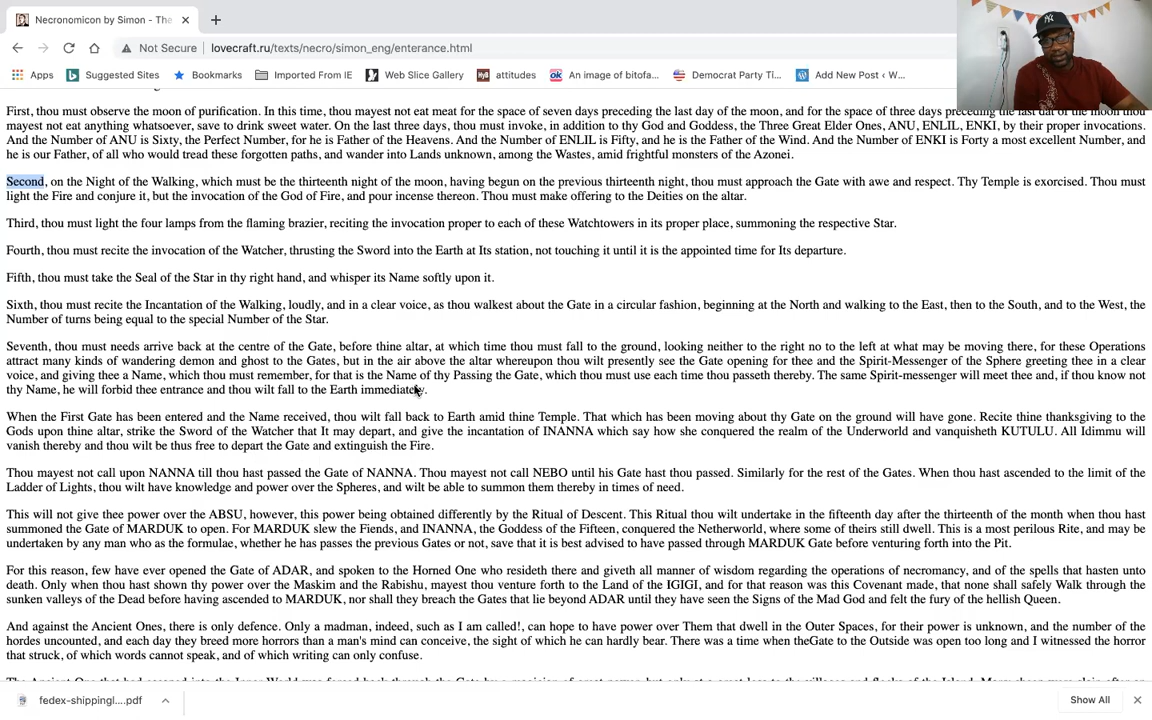 Necronomicon by Simon - The
Not Secure | lovecraft.ru/texts/necro/simon_eng/enterance.html
Apps Suggested Sites Bookmarks Imported From IE Web Slice Gallery attitudes An image of bitofa... Democrat Party Ti... Add New Post ‹ W...
First, thou must observe the moon of purification. In this time, thou mayest not eat meat for the space of seven days preceding the last day of the moon, and for the space of three days preceding the last dat of the moon thou
mayest not eat anything whatsoever, save to drink sweet water. On the last three days, thou must invoke, in addition to thy God and Goddess, the Three Great Elder Ones, ANU, ENLIL, ENKI, by their proper invocations.
And the Number of ANU is Sixty, the Perfect Number, for he is Father of the Heavens. And the Number of ENLIL is Fifty, and he is the Father of the Wind. And the Number of ENKI is Forty a most excellent Number, and
he is our Father, of all who would tread these forgotten paths, and wander into Lands unknown, among the Wastes, amid frightful monsters of the Azonei.
Second, on the Night of the Walking, which must be the thirteenth night of the moon, having begun on the previous thirteenth night, thou must approach the Gate with awe and respect. Thy Temple is exorcised. Thou must
light the Fire and conjure it, but the invocation of the God of Fire, and pour incense thereon. Thou must make offering to the Deities on the altar.
Third, thou must light the four lamps from the flaming brazier, reciting the invocation proper to each of these Watchtowers in its proper place, summoning the respective Star.
Fourth, thou must recite the invocation of the Watcher, thrusting the Sword into the Earth at Its station, not touching it until it is the appointed time for Its departure.
Fifth, thou must take the Seal of the Star in thy right hand, and whisper its Name softly upon it.
Sixth, thou must recite the Incantation of the Walking, loudly, and in a clear voice, as thou walkest about the Gate in a circular fashion, beginning at the North and walking to the East, then to the South, and to the West, the
Number of turns being equal to the special Number of the Star.
Seventh, thou must needs arrive back at the centre of the Gate, before thine altar, at which time thou must fall to the ground, looking neither to the right no to the left at what may be moving there, for these Operations
attract many kinds of wandering demon and ghost to the Gates, but in the air above the altar whereupon thou wilt presently see the Gate opening for thee and the Spirit-Messenger of the Sphere greeting thee in a clear
voice, and giving thee a Name, which thou must remember, for that is the Name of thy Passing the Gate, which thou must use each time thou passeth thereby. The same Spirit-messenger will meet thee and, if thou know not
thy Name, he will forbid thee entrance and thou wilt fall to the Earth immediately.
When the First Gate has been entered and the Name received, thou wilt fall back to Earth amid thine Temple. That which has been moving about thy Gate on the ground will have gone. Recite thine thanksgiving to the
Gods upon thine altar, strike the Sword of the Watcher that It may depart, and give the incantation of INANNA which say how she conquered the realm of the Underworld and vanquisheth KUTULU. All Idimmu will
vanish thereby and thou wilt be thus free to depart the Gate and extinguish the Fire.
Thou mayest not call upon NANNA till thou hast passed the Gate of NANNA. Thou mayest not call NEBO until his Gate hast thou passed. Similarly for the rest of the Gates. When thou hast ascended to the limit of the
Ladder of Lights, thou wilt have knowledge and power over the Spheres, and wilt be able to summon them thereby in times of need.
This will not give thee power over the ABSU, however, this power being obtained differently by the Ritual of Descent. This Ritual thou wilt undertake in the fifteenth day after the thirteenth of the month when thou hast
summoned the Gate of MARDUK to open. For MARDUK slew the Fiends, and INANNA, the Goddess of the Fifteen, conquered the Netherworld, where some of theirs still dwell. This is a most perilous Rite, and may be
undertaken by any man who as the formulae, whether he has passes the previous Gates or not, save that it is best advised to have passed through MARDUK Gate before venturing forth into the Pit.
For this reason, few have ever opened the Gate of ADAR, and spoken to the Horned One who resideth there and giveth all manner of wisdom regarding the operations of necromancy, and of the spells that hasten unto
death. Only when thou hast shown thy power over the Maskim and the Rabishu, mayest thou venture forth to the Land of the IGIGI, and for that reason was this Covenant made, that none shall safely Walk through the
sunken valleys of the Dead before having ascended to MARDUK, nor shall they breach the Gates that lie beyond ADAR until they have seen the Signs of the Mad God and felt the fury of the hellish Queen.
And against the Ancient Ones, there is only defence. Only a madman, indeed, such as I am called!, can hope to have power over Them that dwell in the Outer Spaces, for their power is unknown, and the number of the
hordes uncounted, and each day they breed more horrors than a man's mind can conceive, the sight of which he can hardly bear. There was a time when theGate to the Outside was open too long and I witnessed the horror
that struck, of which words cannot speak, and of which writing can only confuse.
fedex-shippingl....pdf
Show All